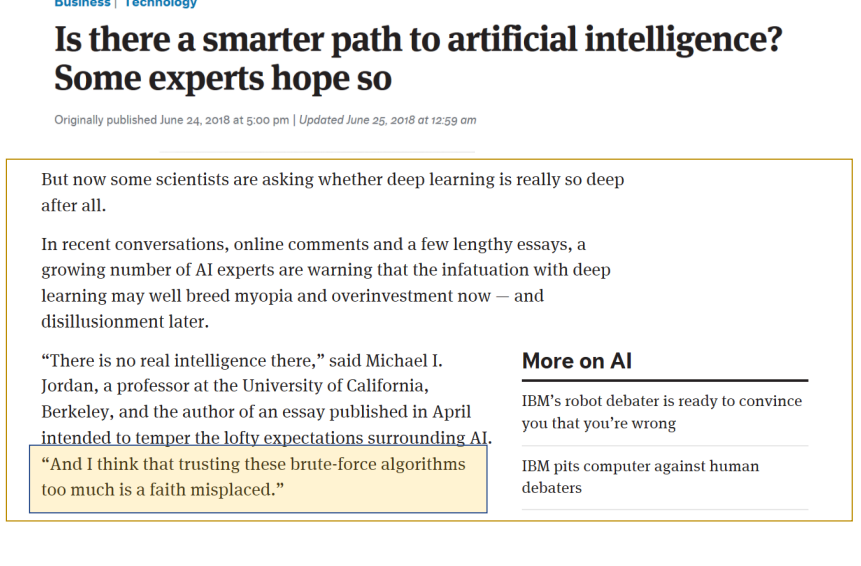 Business | Technology
Is there a smarter path to artificial intelligence?
Some experts hope so
Originally published June 24, 2018 at 5:00 pm | Updated June 25, 2018 at 12:59 am
But now some scientists are asking whether deep learning is really so deep
after all.
In recent conversations, online comments and a few lengthy essays, a
growing number of AI experts are warning that the infatuation with deep
learning may well breed myopia and overinvestment now — and
disillusionment later.
“There is no real intelligence there,” said Michael I.
Jordan, a professor at the University of California,
Berkeley, and the author of an essay published in April
intended to temper the lofty expectations surrounding AI.
“And I think that trusting these brute-force algorithms
too much is a faith misplaced.”
More on AI
IBM’s robot debater is ready to convince
you that you’re wrong
IBM pits computer against human
debaters